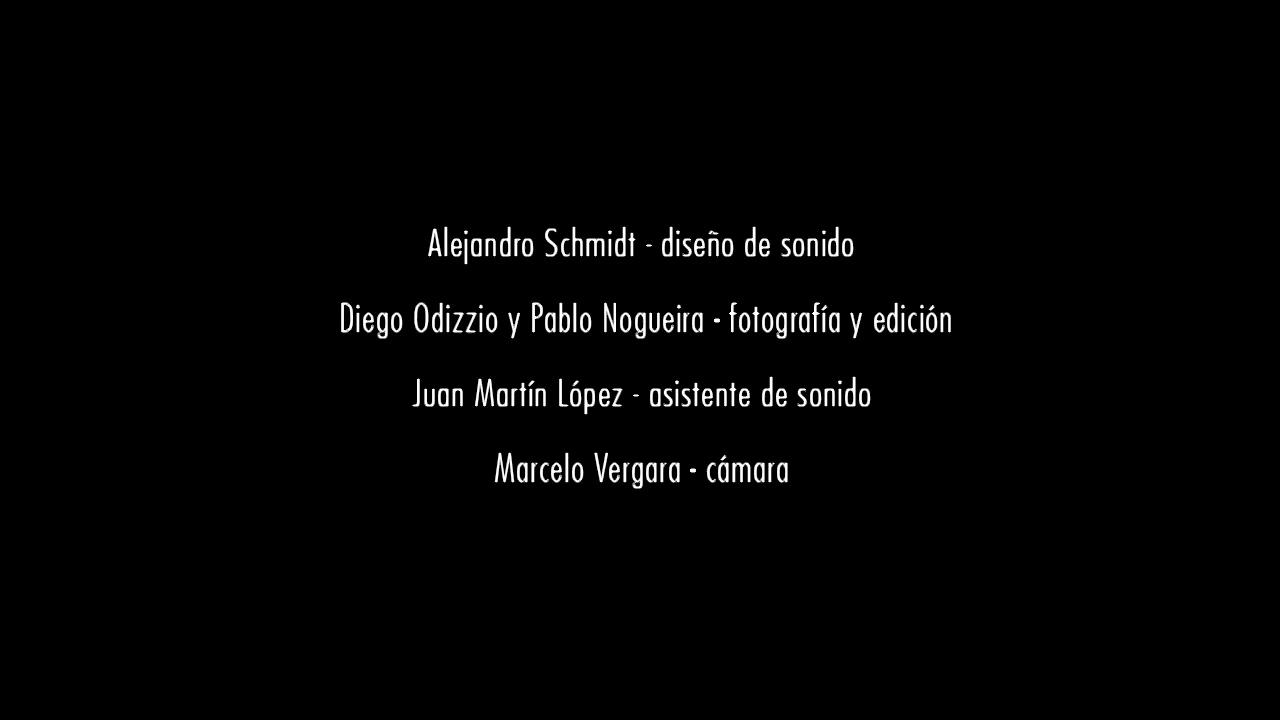 Alejandro Schmidt - diseño de sonido
Diego Odizzio y Pablo Nogueira - fotografía y edición
Juan Martín López - asistente de sonido
Marcelo Vergara - cámara